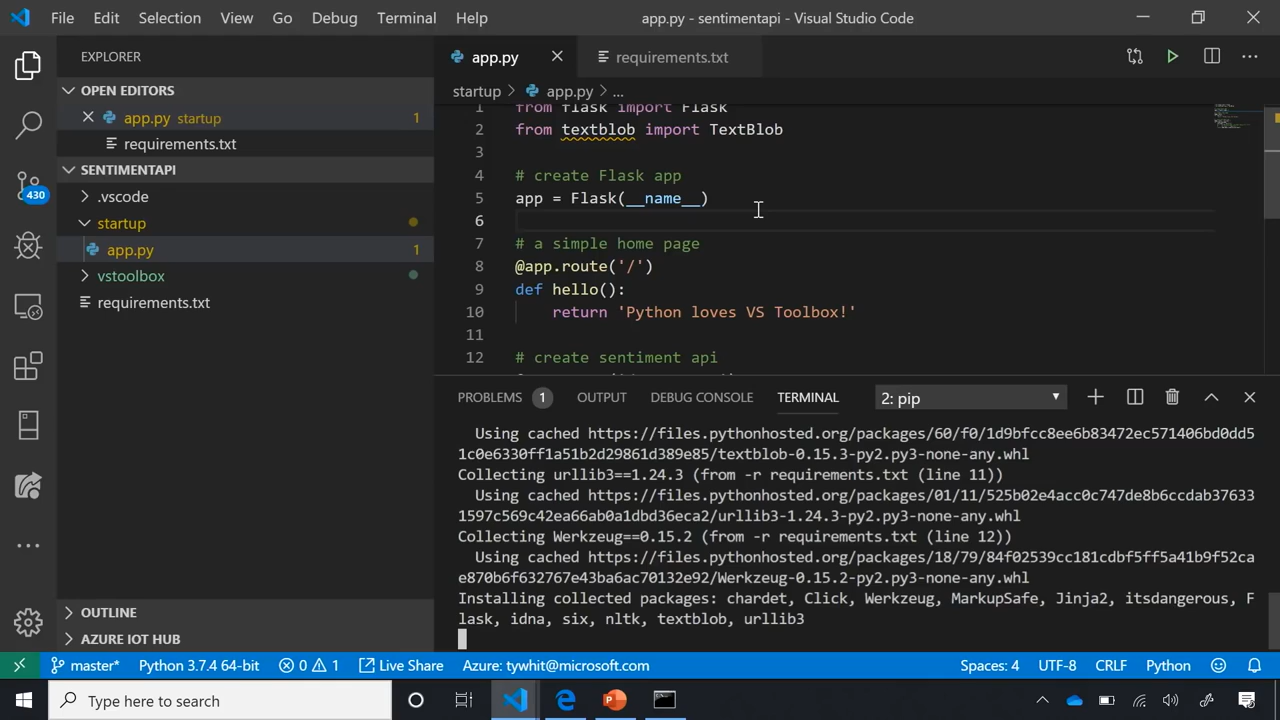 File Edit Selection View Go Debug Terminal Help app.py - sentimentapi - Visual Studio Code
EXPLORER
OPEN EDITORS
app.py startup 1
requirements.txt
SENTIMENTAPI
.vscode
startup
app.py 1
vstoolbox
requirements.txt
430
OUTLINE
AZURE IOT HUB
app.py requirements.txt
startup > app.py > ...
1 from flask import Flask
2 from textblob import TextBlob
3
4 # create Flask app
5 app = Flask(__name__)
6
7 # a simple home page
8 @app.route('/')
9 def hello():
10 return 'Python loves VS Toolbox!'
11
12 # create sentiment api
PROBLEMS 1 OUTPUT DEBUG CONSOLE TERMINAL 2: pip
Using cached https://files.pythonhosted.org/packages/60/f0/1d9bfcc8ee6b83472ec571406bd0dd5
1c0e6330ff1a51b2d29861d389e85/textblob-0.15.3-py2.py3-none-any.whl
Collecting urllib3==1.24.3 (from -r requirements.txt (line 11))
Using cached https://files.pythonhosted.org/packages/01/11/525b02e4acc0c747de8b6ccdab37633
1597c569c42ea66ab0a1dbd36eca2/urllib3-1.24.3-py2.py3-none-any.whl
Collecting Werkzeug==0.15.2 (from -r requirements.txt (line 12))
Using cached https://files.pythonhosted.org/packages/18/79/84f02539cc181cdbf5ff5a41b9f52ca
e870b6f632767e43ba6ac70132e92/Werkzeug-0.15.2-py2.py3-none-any.whl
Installing collected packages: chardet, Click, Werkzeug, MarkupSafe, Jinja2, itsdangerous, F
lask, idna, six, nltk, textblob, urllib3
master* Python 3.7.4 64-bit 0 1 Live Share Azure: tywhit@microsoft.com Spaces: 4 UTF-8 CRLF Python
Type here to search